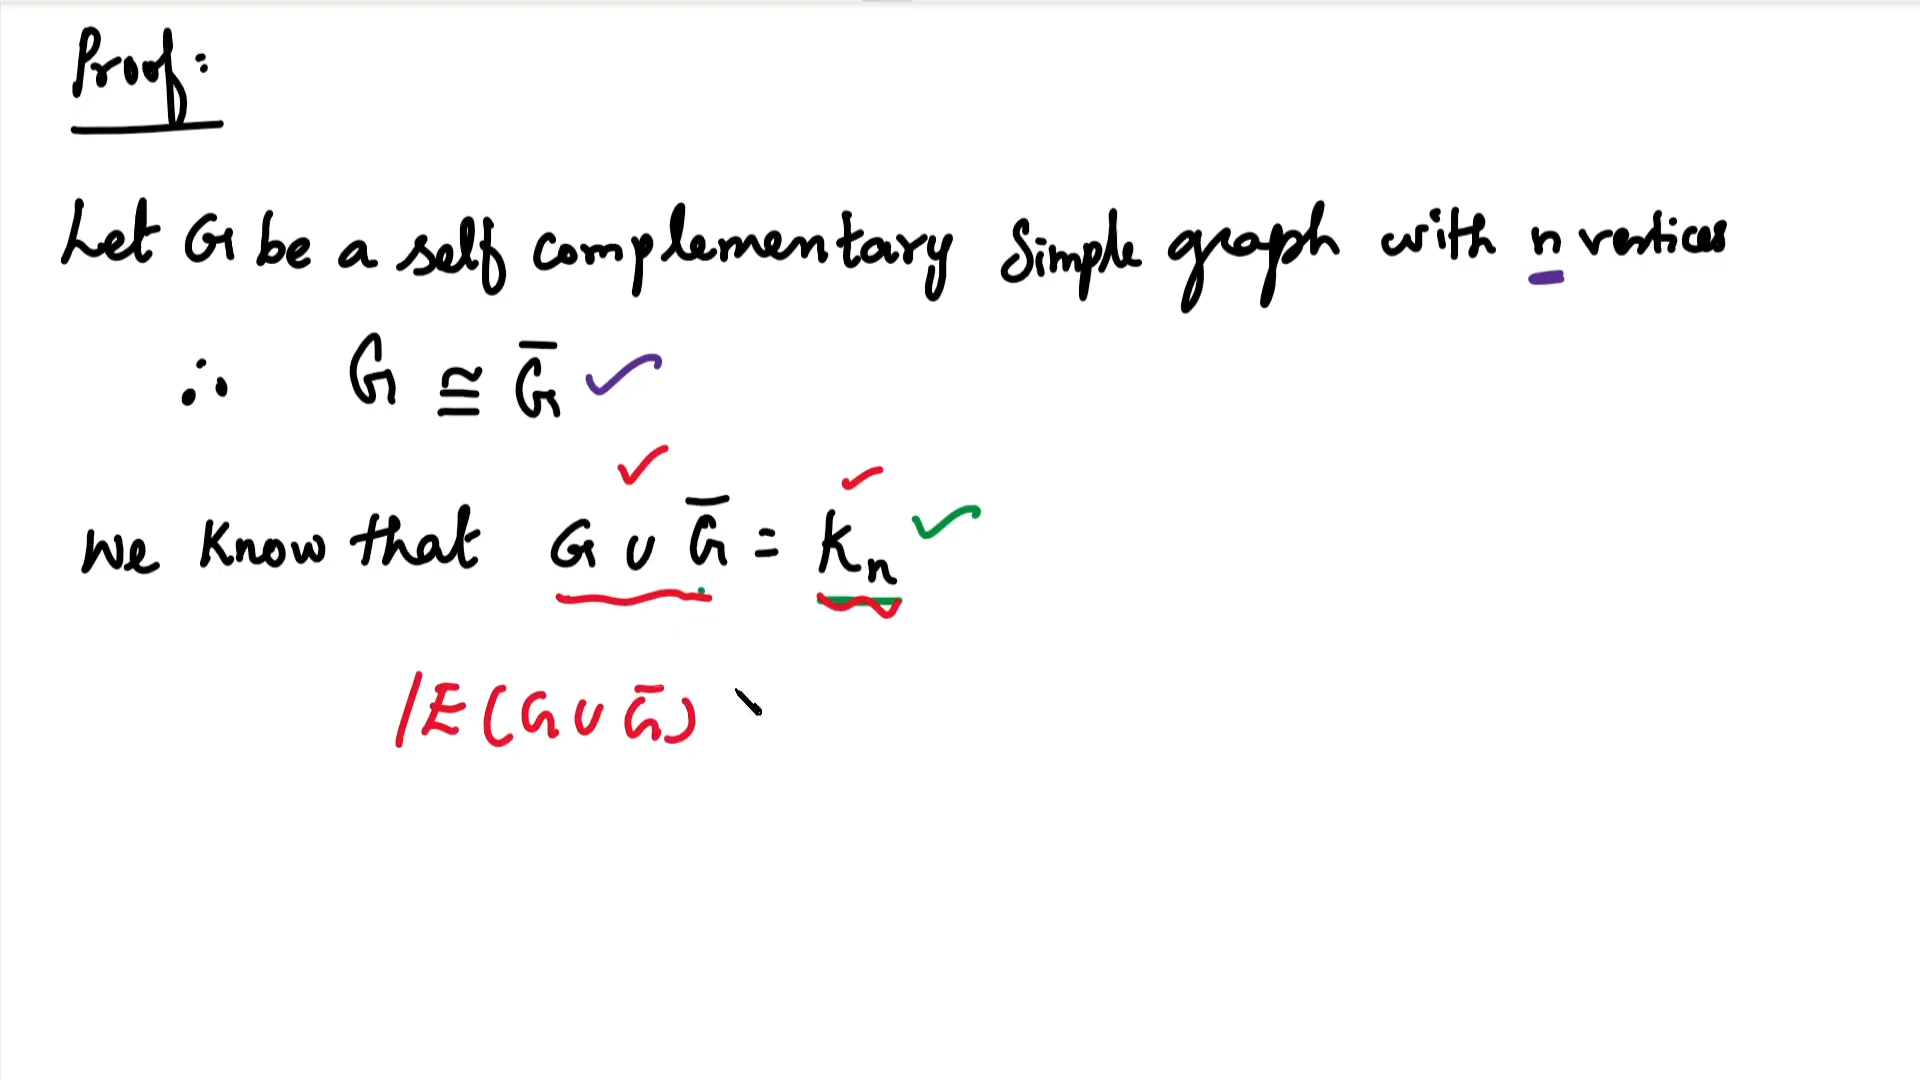 Proof:
Let G be a self complementary Simple graph with n vertices
∴ G ≅ G̅
we know that G ∪ G̅ = Kn
|E(G ∪ G̅)